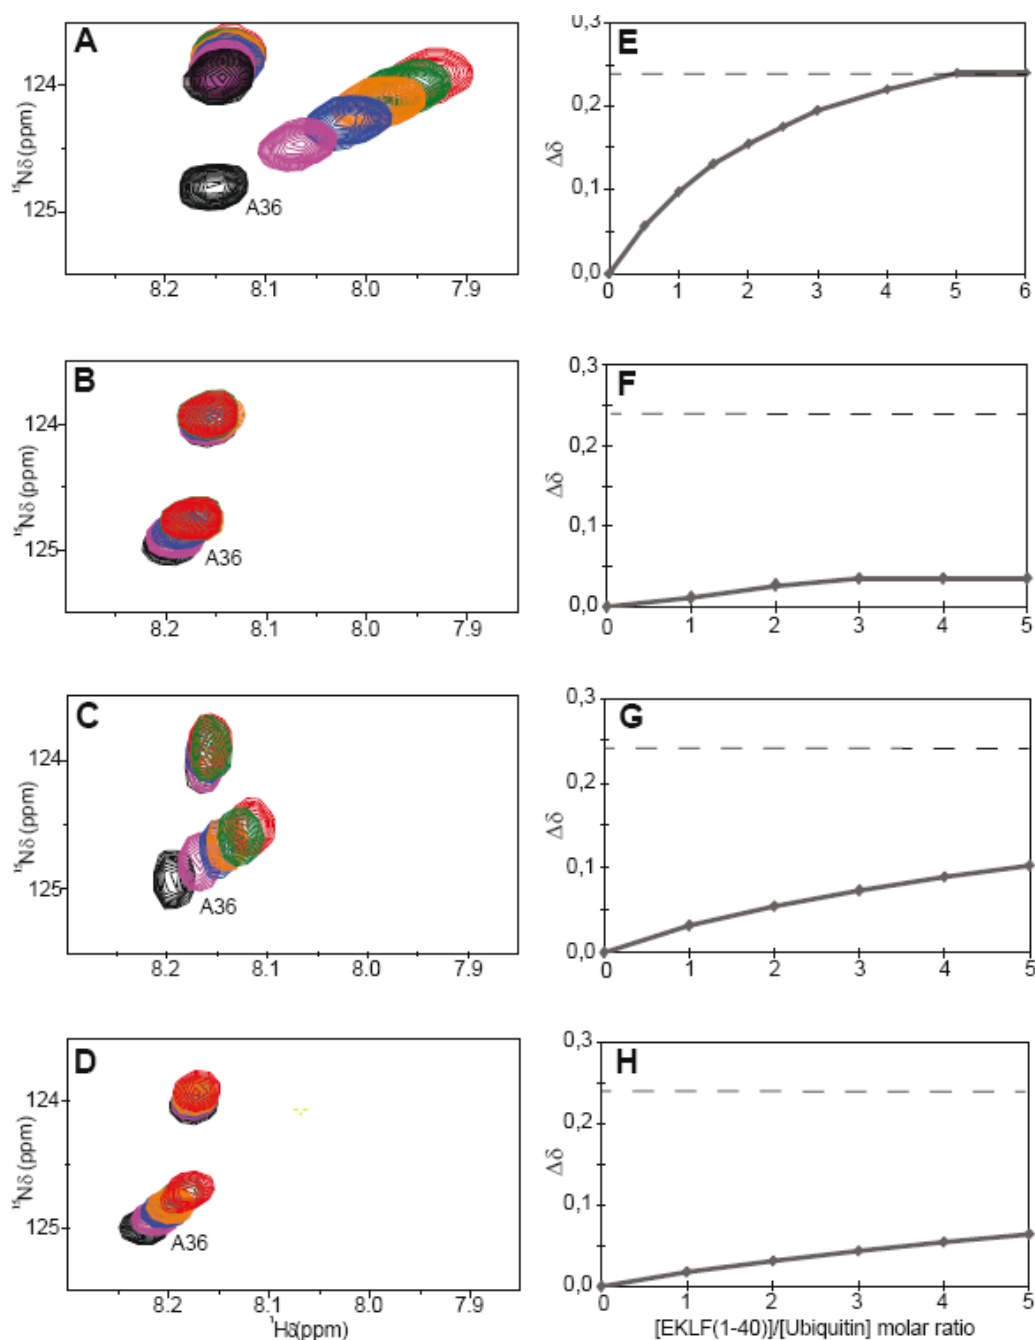 A
124
125
¹⁵Nδ (ppm)
A36
8.2 8.1 8.0 7.9
E
0,3
0,2
0,1
0,0
Δδ
0 1 2 3 4 5 6
B
124
125
¹⁵Nδ (ppm)
A36
8.2 8.1 8.0 7.9
F
0,3
0,2
0,1
0,0
Δδ
0 1 2 3 4 5
C
124
125
¹⁵Nδ (ppm)
A36
8.2 8.1 8.0 7.9
G
0,3
0,2
0,1
0,0
Δδ
0 1 2 3 4 5
D
124
125
¹⁵Nδ (ppm)
A36
8.2 8.1 8.0 7.9
¹Hδ(ppm)
H
0,3
0,2
0,1
0,0
Δδ
0 1 2 3 4 5
[EKLF(1-40)]/[Ubiquitin] molar ratio